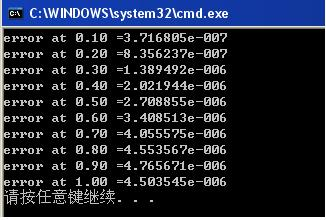 C:\WINDOWS\system32\cmd.exe
error at 0.10 =3.716805e-007
error at 0.20 =8.356237e-007
error at 0.30 =1.389492e-006
error at 0.40 =2.021944e-006
error at 0.50 =2.708855e-006
error at 0.60 =3.408513e-006
error at 0.70 =4.055575e-006
error at 0.80 =4.553567e-006
error at 0.90 =4.765671e-006
error at 1.00 =4.503545e-006
请按任意键继续. . .